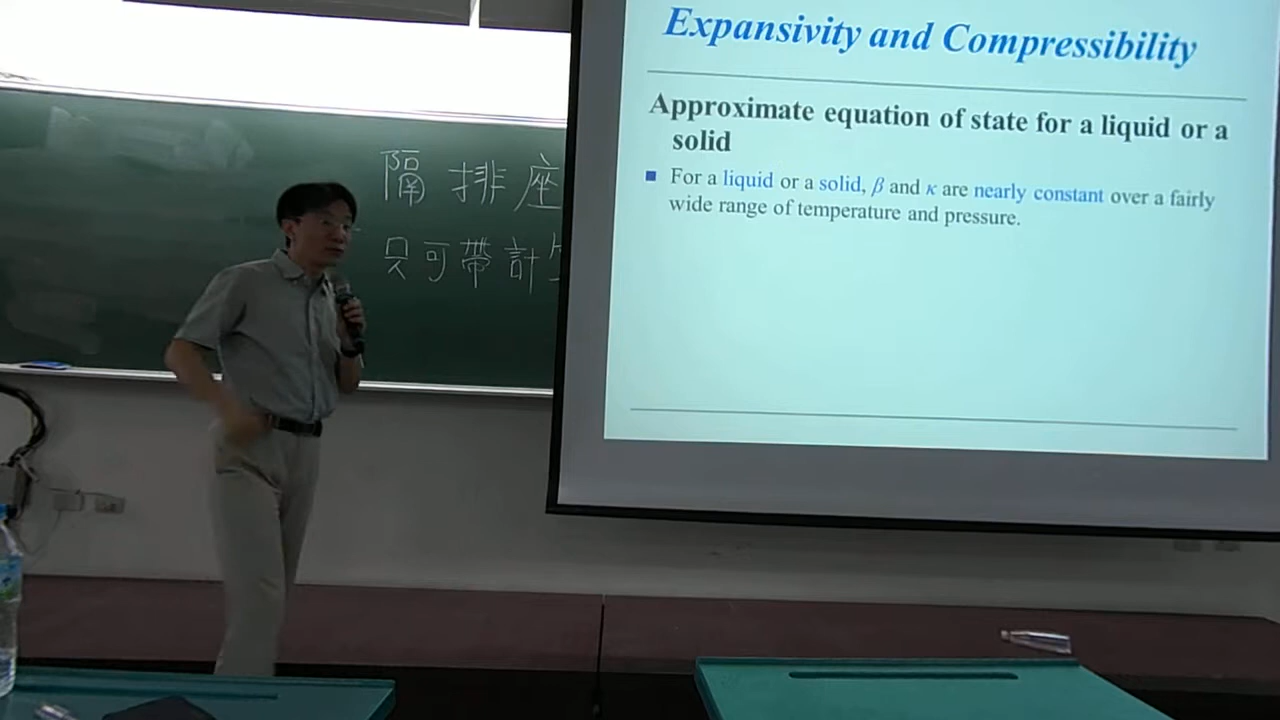 Expansivity and Compressibility
Approximate equation of state for a liquid or a
solid
■ For a liquid or a solid, β and κ are nearly constant over a fairly
wide range of temperature and pressure.
隔排座
只可帶計